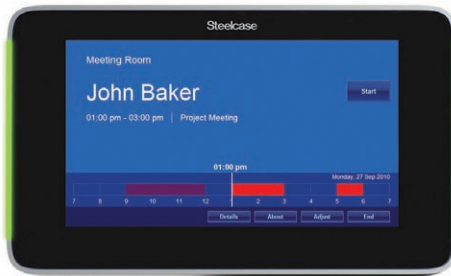 Steelcase
Meeting Room
John Baker
Start
01:00 pm - 03:00 pm | Project Meeting
01:00 pm
Monday, 27 Sep 2010
7 8 9 10 11 12 1 2 3 4 5 6 7
Details About Adjust End